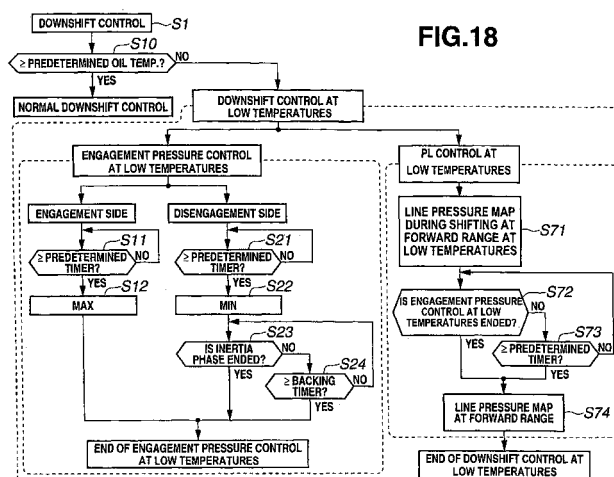 FIG.18
DOWNSHIFT CONTROL
S1
S10
≥ PREDETERMINED OIL TEMP.?
NO
YES
NORMAL DOWNSHIFT CONTROL
DOWNSHIFT CONTROL AT
LOW TEMPERATURES
ENGAGEMENT PRESSURE CONTROL
AT LOW TEMPERATURES
ENGAGEMENT SIDE
S11
≥ PREDETERMINED
TIMER?
NO
YES
S12
MAX
DISENGAGEMENT SIDE
S21
≥ PREDETERMINED
TIMER?
NO
YES
S22
MIN
S23
IS INERTIA
PHASE ENDED?
NO
YES
S24
≥ BACKING
TIMER?
NO
YES
END OF ENGAGEMENT PRESSURE CONTROL
AT LOW TEMPERATURES
PL CONTROL AT
LOW TEMPERATURES
LINE PRESSURE MAP
DURING SHIFTING AT
FORWARD RANGE AT
LOW TEMPERATURES
S71
S72
IS ENGAGEMENT PRESSURE
CONTROL AT LOW
TEMPERATURES ENDED?
NO
YES
S73
≥ PREDETERMINED
TIMER?
NO
YES
LINE PRESSURE MAP
AT FORWARD RANGE
S74
END OF DOWNSHIFT CONTROL AT
LOW TEMPERATURES